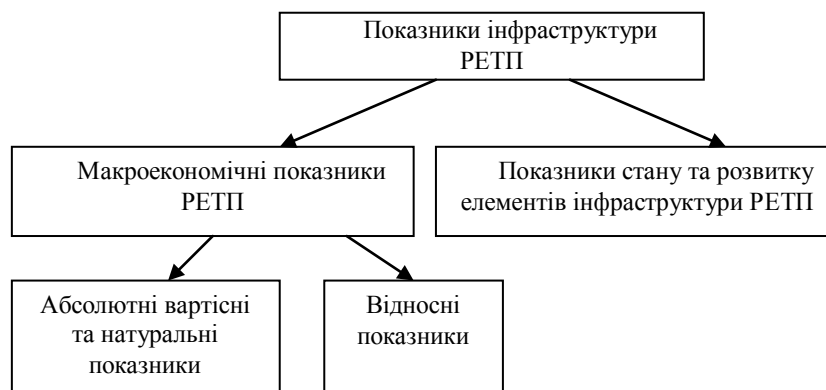 Показники інфраструктури
РЕТП
Макроекономічні показники
РЕТП
Показники стану та розвитку
елементів інфраструктури РЕТП
Абсолютні вартісні
та натуральні
показники
Відносні
показники